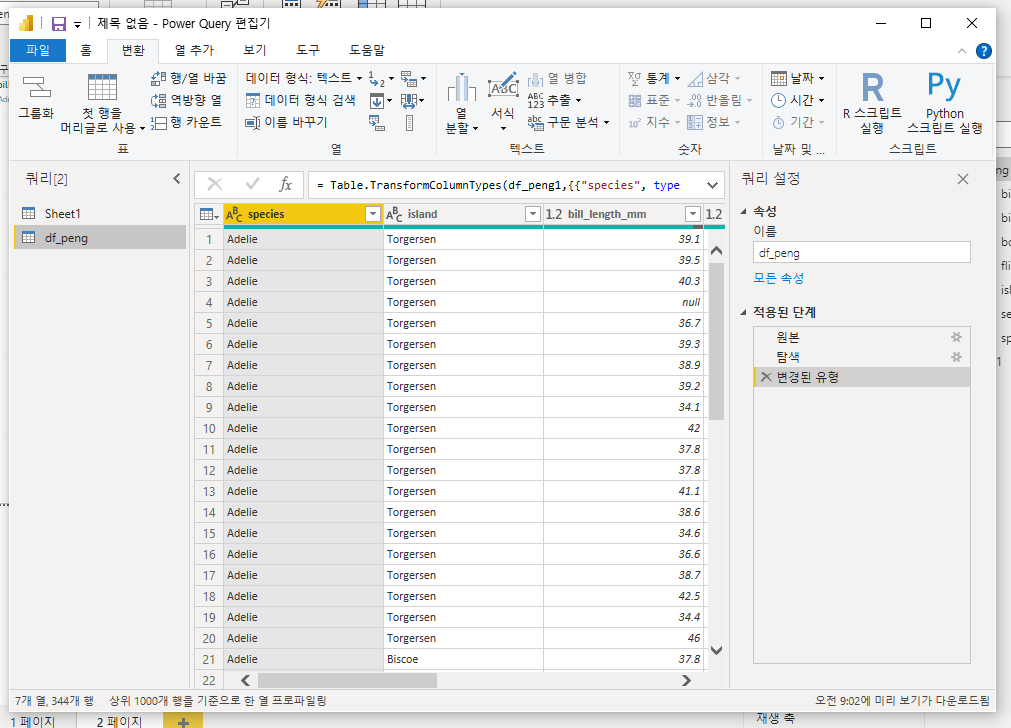 제목 없음 - Power Query 편집기
파일 홈 변환 열 추가 보기 도구 도움말
그룹화
첫 행을
머리글로 사용
행/열 바꿈
역방향 열
행 카운트
표
데이터 형식: 텍스트
데이터 형식 검색
이름 바꾸기
열
열
분할
서식
열 병합
추출
구문 분석
텍스트
통계
표준
지수
삼각
반올림
정보
숫자
날짜
시간
기간
날짜 및 ...
R 스크립트
실행
Python
스크립트 실행
스크립트
쿼리[2]
Sheet1
df_peng
= Table.TransformColumnTypes(df_peng1,{{"species", type
species island 1.2 bill_length_mm 1.2
1 Adelie Torgersen 39.1
2 Adelie Torgersen 39.5
3 Adelie Torgersen 40.3
4 Adelie Torgersen null
5 Adelie Torgersen 36.7
6 Adelie Torgersen 39.3
7 Adelie Torgersen 38.9
8 Adelie Torgersen 39.2
9 Adelie Torgersen 34.1
10 Adelie Torgersen 42
11 Adelie Torgersen 37.8
12 Adelie Torgersen 37.8
13 Adelie Torgersen 41.1
14 Adelie Torgersen 38.6
15 Adelie Torgersen 34.6
16 Adelie Torgersen 36.6
17 Adelie Torgersen 38.7
18 Adelie Torgersen 42.5
19 Adelie Torgersen 34.4
20 Adelie Torgersen 46
21 Adelie Biscoe 37.8
22
쿼리 설정
속성
이름
df_peng
모든 속성
적용된 단계
원본
탐색
변경된 유형
7개 열, 344개 행 상위 1000개 행을 기준으로 한 열 프로파일링
오전 9:02에 미리 보기가 다운로드됨
1 페이지 2 페이지 +
재생 축